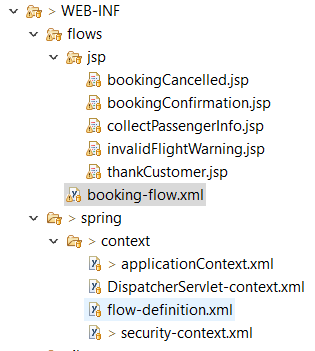 > WEB-INF
flows
jsp
bookingCancelled.jsp
bookingConfirmation.jsp
collectPassengerInfo.jsp
invalidFlightWarning.jsp
thankCustomer.jsp
booking-flow.xml
> spring
> context
> applicationContext.xml
DispatcherServlet-context.xml
flow-definition.xml
> security-context.xml